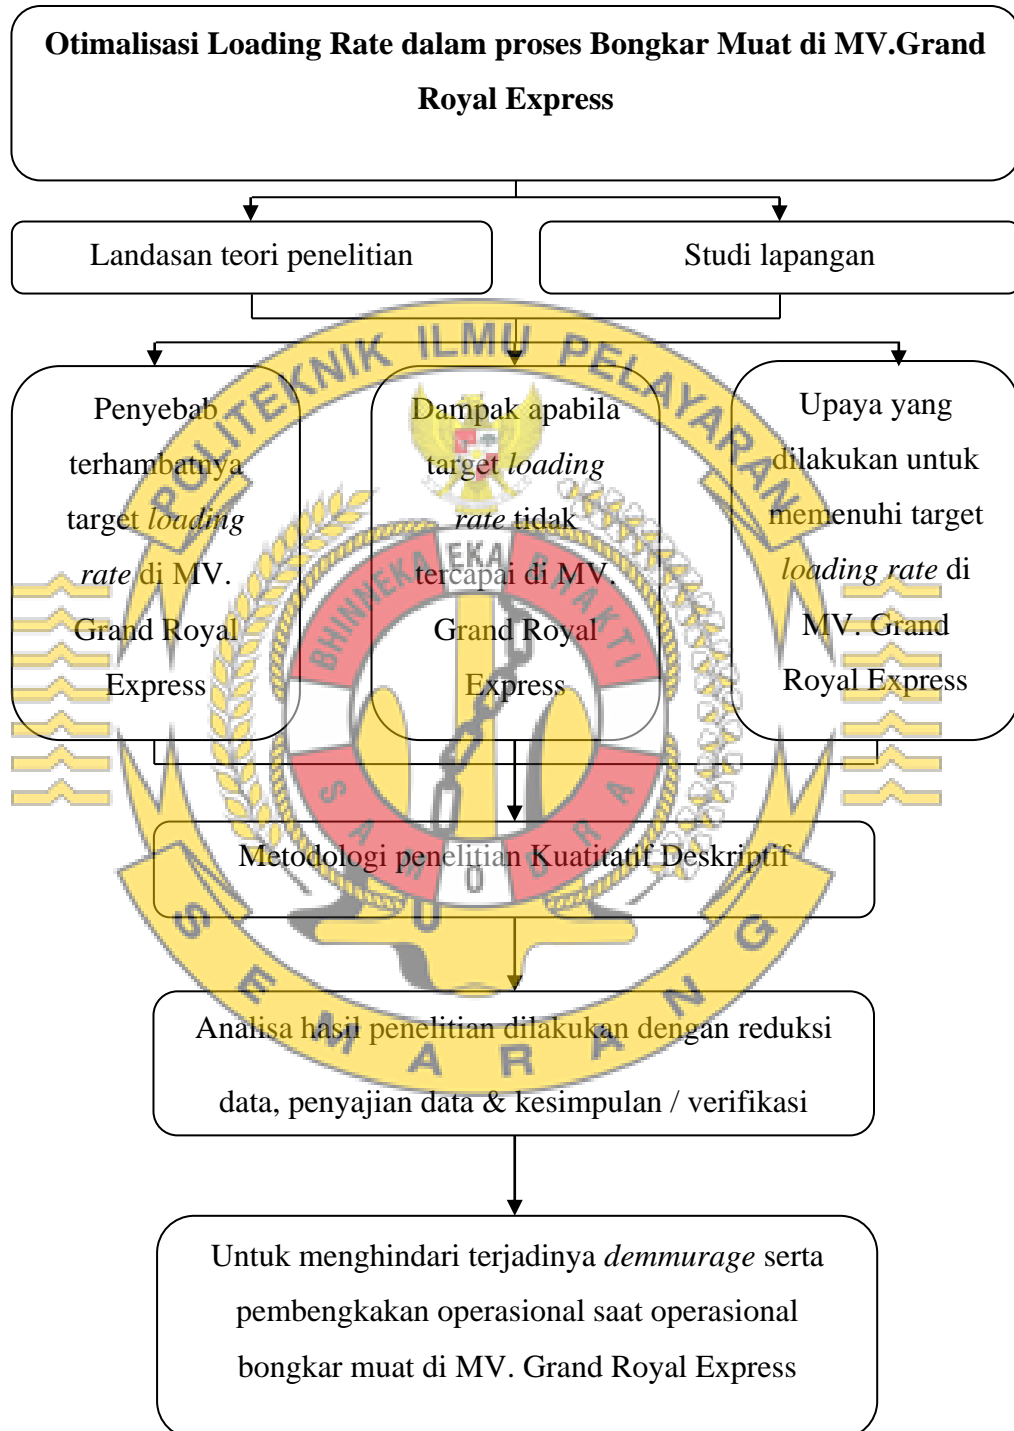 Otimalisasi Loading Rate dalam proses Bongkar Muat di MV.Grand
Royal Express
Landasan teori penelitian
Studi lapangan
Penyebab
terhambatnya
target loading
rate di MV.
Grand Royal
Express
Dampak apabila
target loading
rate tidak
tercapai di MV.
Grand Royal
Express
Upaya yang
dilakukan untuk
memenuhi target
loading rate di
MV. Grand
Royal Express
Metodologi penelitian Kuatitatif Deskriptif
Analisa hasil penelitian dilakukan dengan reduksi
data, penyajian data & kesimpulan / verifikasi
Untuk menghindari terjadinya demmurage serta
pembengkakan operasional saat operasional
bongkar muat di MV. Grand Royal Express
POLITEKNIK ILMU PELAYARAN
BHINNEKA EKA BHAKTI
SAMUDRA
SEMARANG